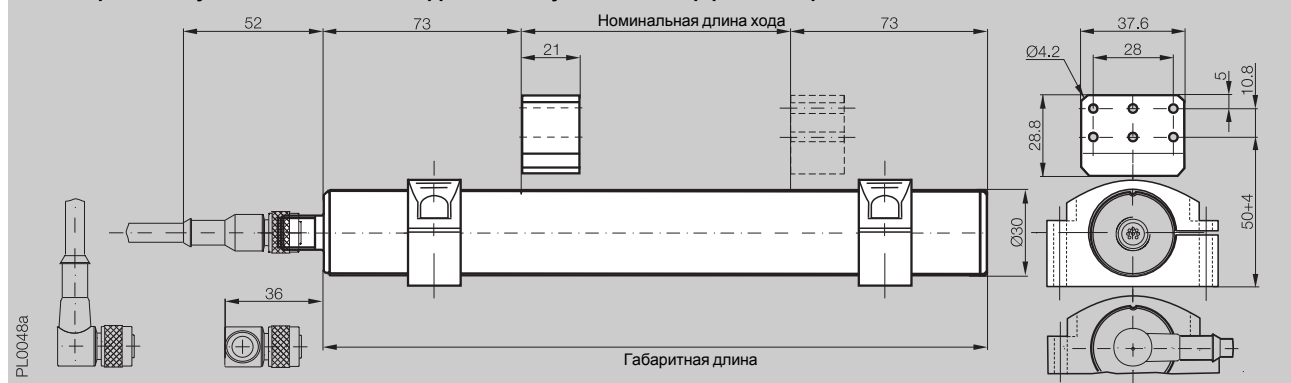 52
73
Номинальная длина хода
73
37.6
21
Ø4.2
28
5
10.8
28.8
50+4
Ø30
36
Габаритная длина
PL0048a